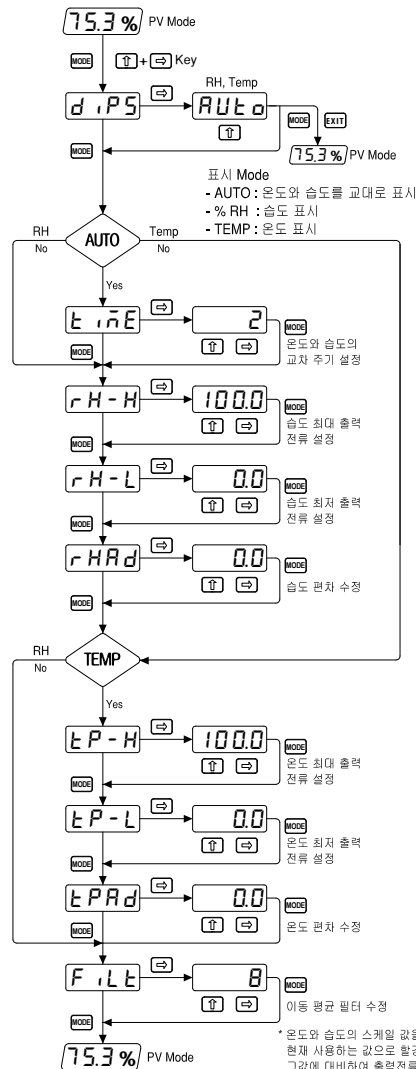 75.3 % PV Mode
MODE ⇧ + ⇨ Key
RH, Temp
diPS ⇨ AUto
⇧ MODE EXIT
MODE 75.3 % PV Mode
표시 Mode
- AUTO : 온도와 습도를 교대로 표시
- % RH : 습도 표시
- TEMP : 온도 표시
RH No AUTO Temp No
Yes
timE ⇨ 2
MODE ⇧ ⇨ MODE
온도와 습도의
교차 주기 설정
rH-H ⇨ 100.0
MODE ⇧ ⇨ MODE
습도 최대 출력
전류 설정
rH-L ⇨ 0.0
MODE ⇧ ⇨ MODE
습도 최저 출력
전류 설정
rHAd ⇨ 0.0
MODE ⇧ ⇨ MODE
습도 편차 수정
RH No TEMP
Yes
tP-H ⇨ 100.0
MODE ⇧ ⇨ MODE
온도 최대 출력
전류 설정
tP-L ⇨ 0.0
MODE ⇧ ⇨ MODE
온도 최저 출력
전류 설정
tPAd ⇨ 0.0
MODE ⇧ ⇨ MODE
온도 편차 수정
FiLt ⇨ 8
MODE ⇧ ⇨ MODE
이동 평균 필터 수정
75.3 % PV Mode
* 온도와 습도의 스케일 값을
현재 사용하는 값으로
그값에 대비하여